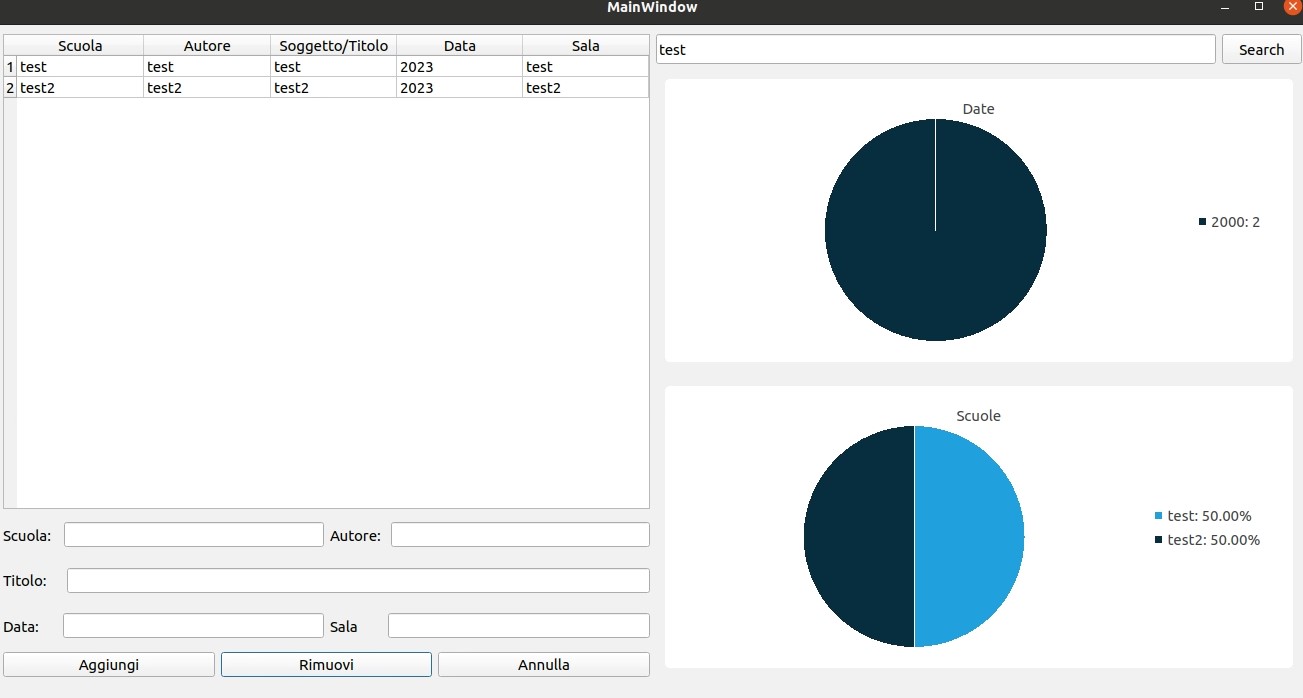 MainWindow
Scuola Autore Soggetto/Titolo Data Sala
1 test test test 2023 test
2 test2 test2 test2 2023 test2
Scuola: Autore:
Titolo:
Data: Sala
Aggiungi Rimuovi Annulla
test Search
Date
2000: 2
Scuole
test: 50.00%
test2: 50.00%